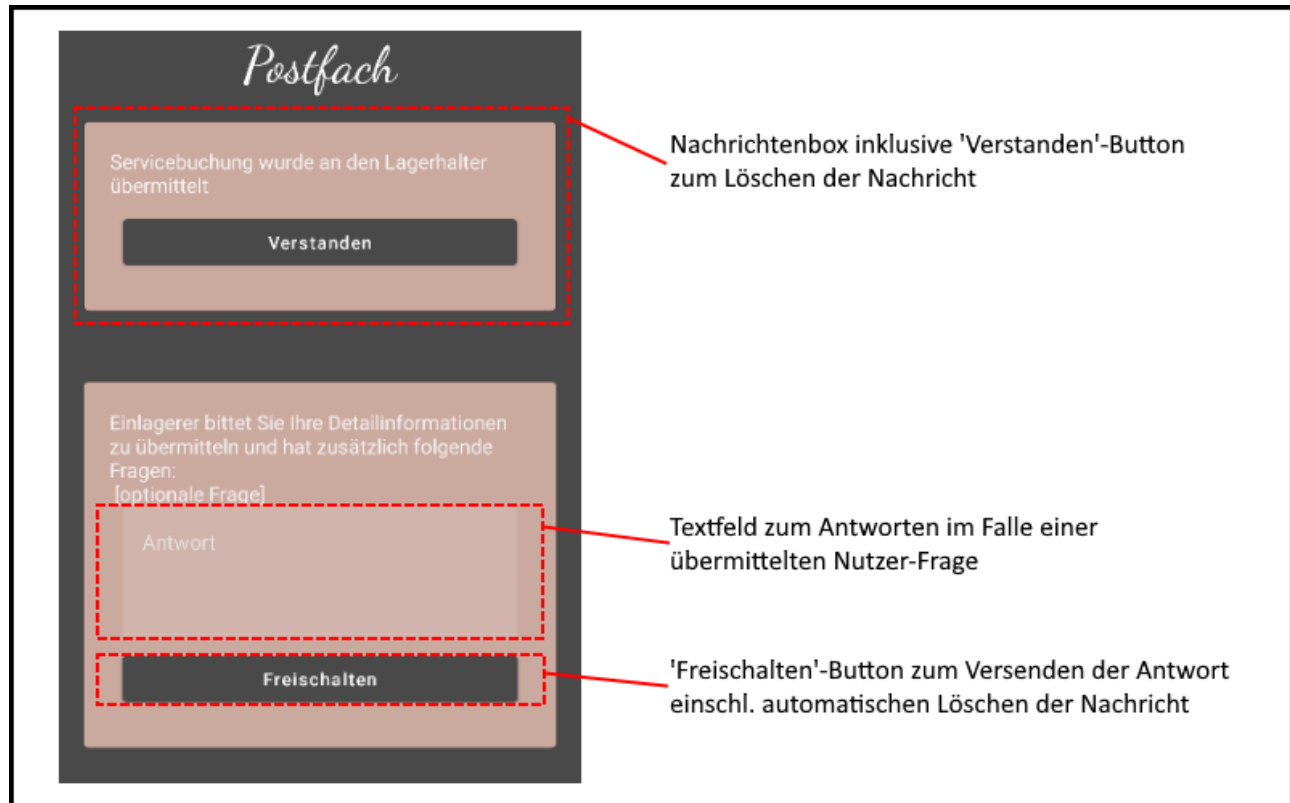 Postfach
Servicebuchung wurde an den Lagerhalter
übermittelt
Verstanden
Nachrichtenbox inklusive 'Verstanden'-Button
zum Löschen der Nachricht
Einlagerer bittet Sie Ihre Detailinformationen
zu übermitteln und hat zusätzlich folgende
Fragen:
[optionale Frage]
Antwort
Textfeld zum Antworten im Falle einer
übermittelten Nutzer-Frage
Freischalten
'Freischalten'-Button zum Versenden der Antwort
einschl. automatischen Löschen der Nachricht